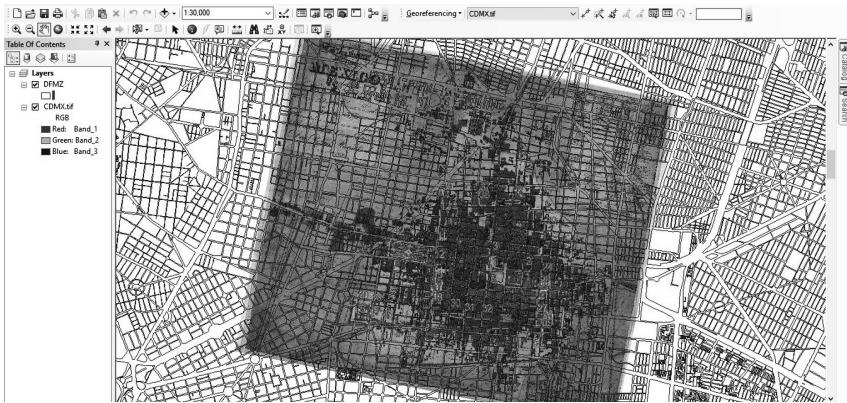 1:30,000
Georeferencing
CDMX.tif
Table Of Contents
Layers
DFMZ
CDMX.tif
RGB
Red: Band_1
Green: Band_2
Blue: Band_3
Catalog
Search